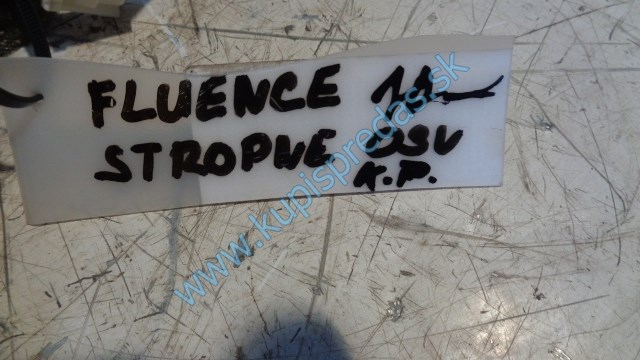 FLUENCE 11
STROPNE OSV
K.P.
www.kupispredas.sk